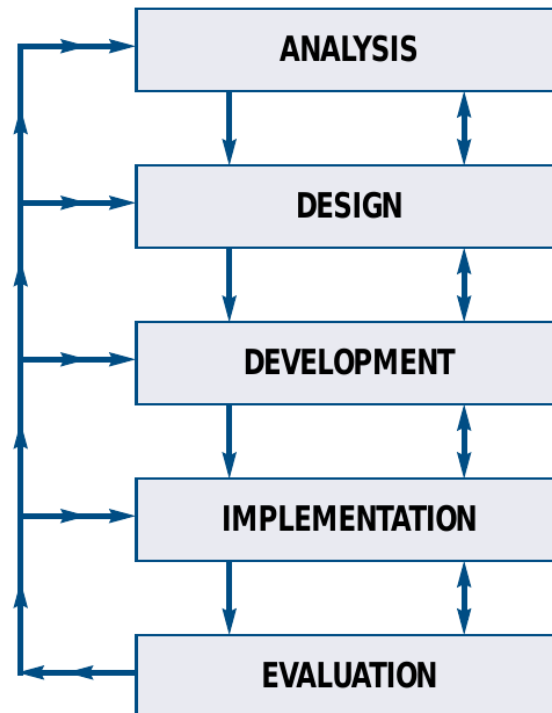 ANALYSIS
DESIGN
DEVELOPMENT
IMPLEMENTATION
EVALUATION